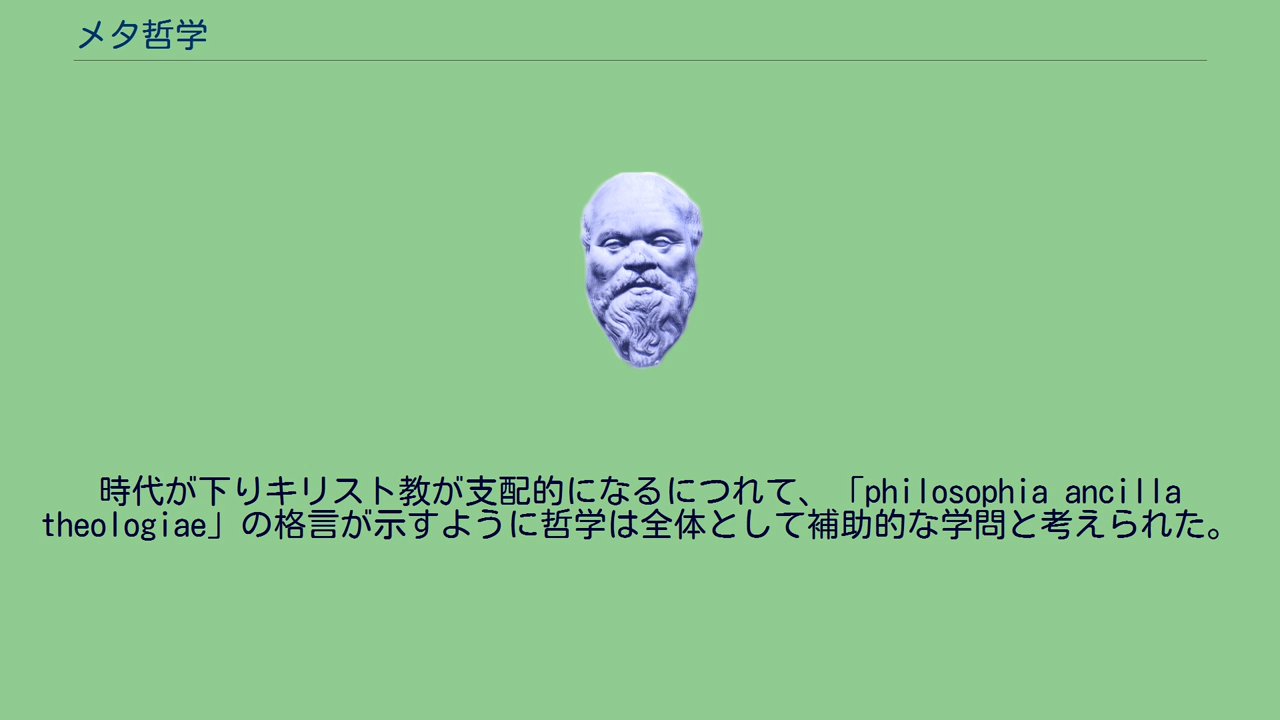 メタ哲学
時代が下りキリスト教が支配的になるにつれて、「philosophia ancilla
theologiae」の格言が示すように哲学は全体として補助的な学問と考えられた。